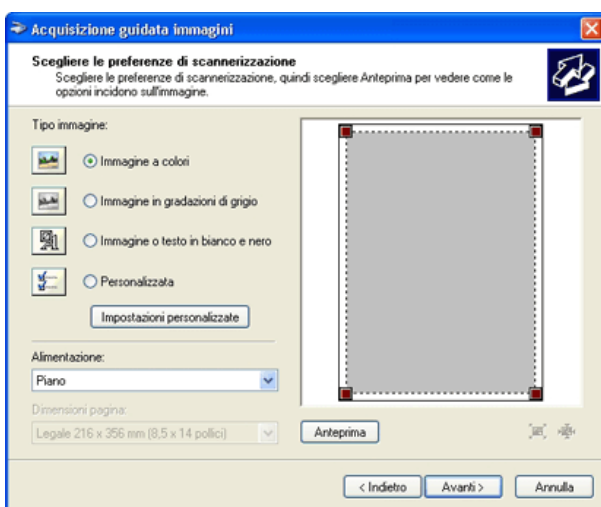 Acquisizione guidata immagini
Scegliere le preferenze di scannerizzazione
Scegliere le preferenze di scannerizzazione, quindi scegliere Anteprima per vedere come le
opzioni incidono sull'immagine.
Tipo immagine:
Immagine a colori
Immagine in gradazioni di grigio
Immagine o testo in bianco e nero
Personalizzata
Impostazioni personalizzate
Alimentazione:
Piano
Dimensioni pagina:
Legale 216 x 356 mm (8,5 x 14 pollici)
Anteprima
< Indietro
Avanti >
Annulla